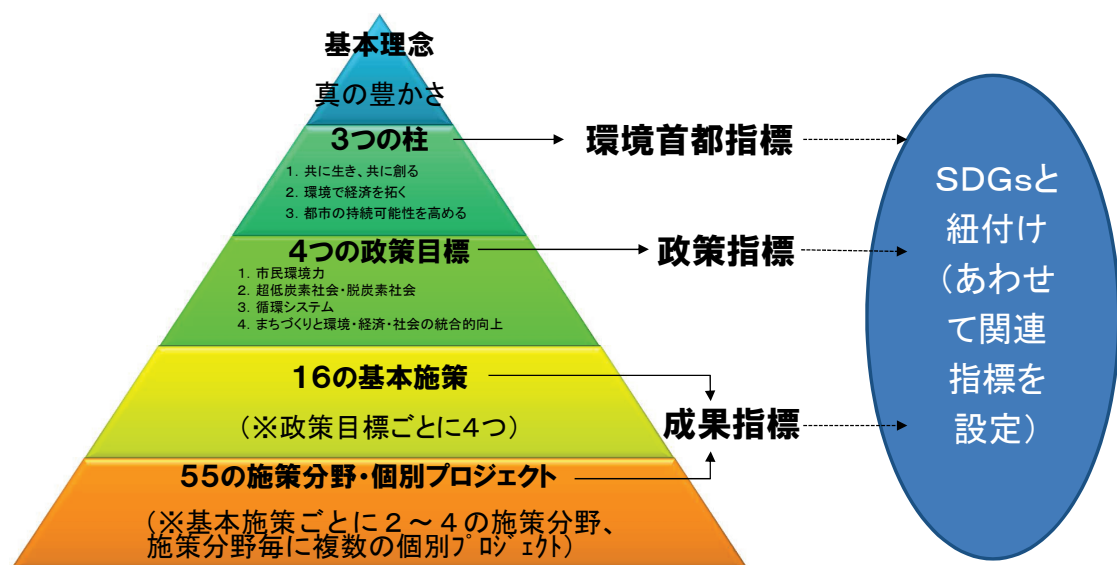 基本理念
真の豊かさ
3つの柱
1. 共に生き、共に創る
2. 環境で経済を拓く
3. 都市の持続可能性を高める
環境首都指標
4つの政策目標
1. 市民環境力
2. 超低炭素社会・脱炭素社会
3. 循環システム
4. まちづくりと環境・経済・社会の統合的向上
政策指標
16の基本施策
(※政策目標ごとに4つ)
成果指標
55の施策分野・個別プロジェクト
(※基本施策ごとに2～4の施策分野、
施策分野毎に複数の個別ﾌﾟﾛｼﾞｪｸﾄ)
SDGsと
紐付け
(あわせ
て関連
指標を
設定)